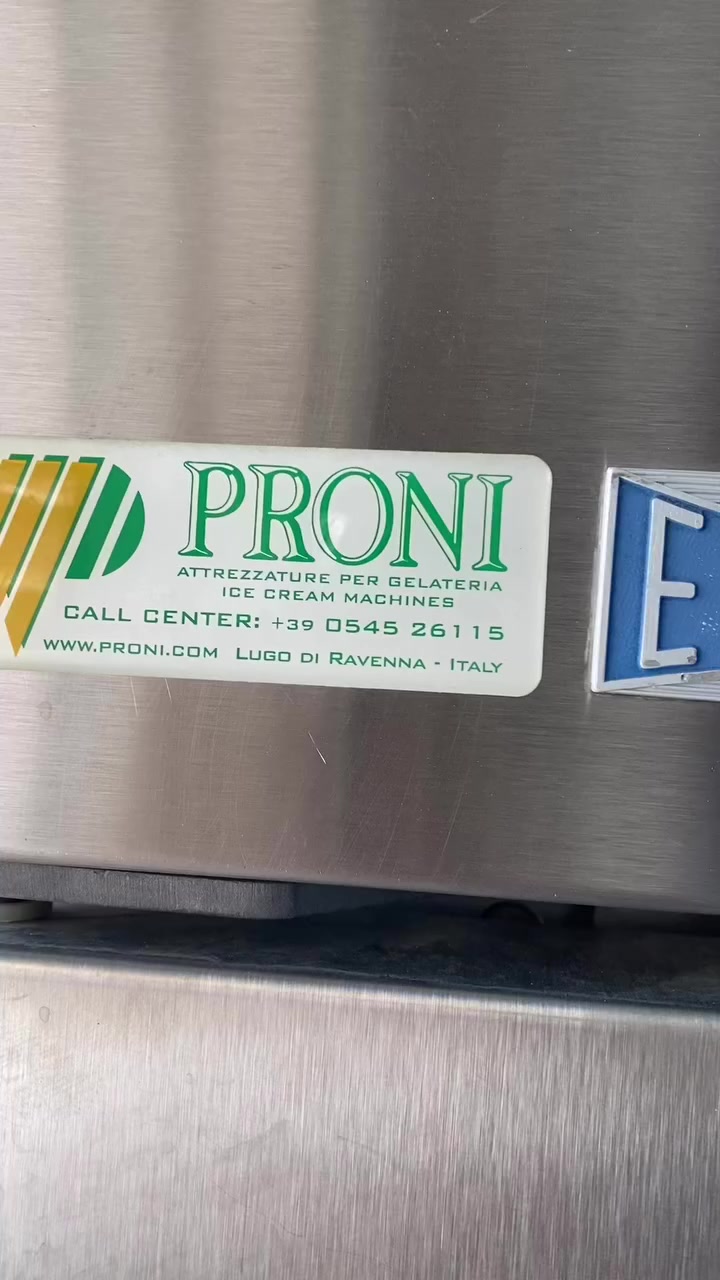 PRONI
ATTREZZATURE PER GELATERIA
ICE CREAM MACHINES
CALL CENTER: +39 0545 26115
WWW.PRONI.COM LUGO DI RAVENNA - ITALY
E